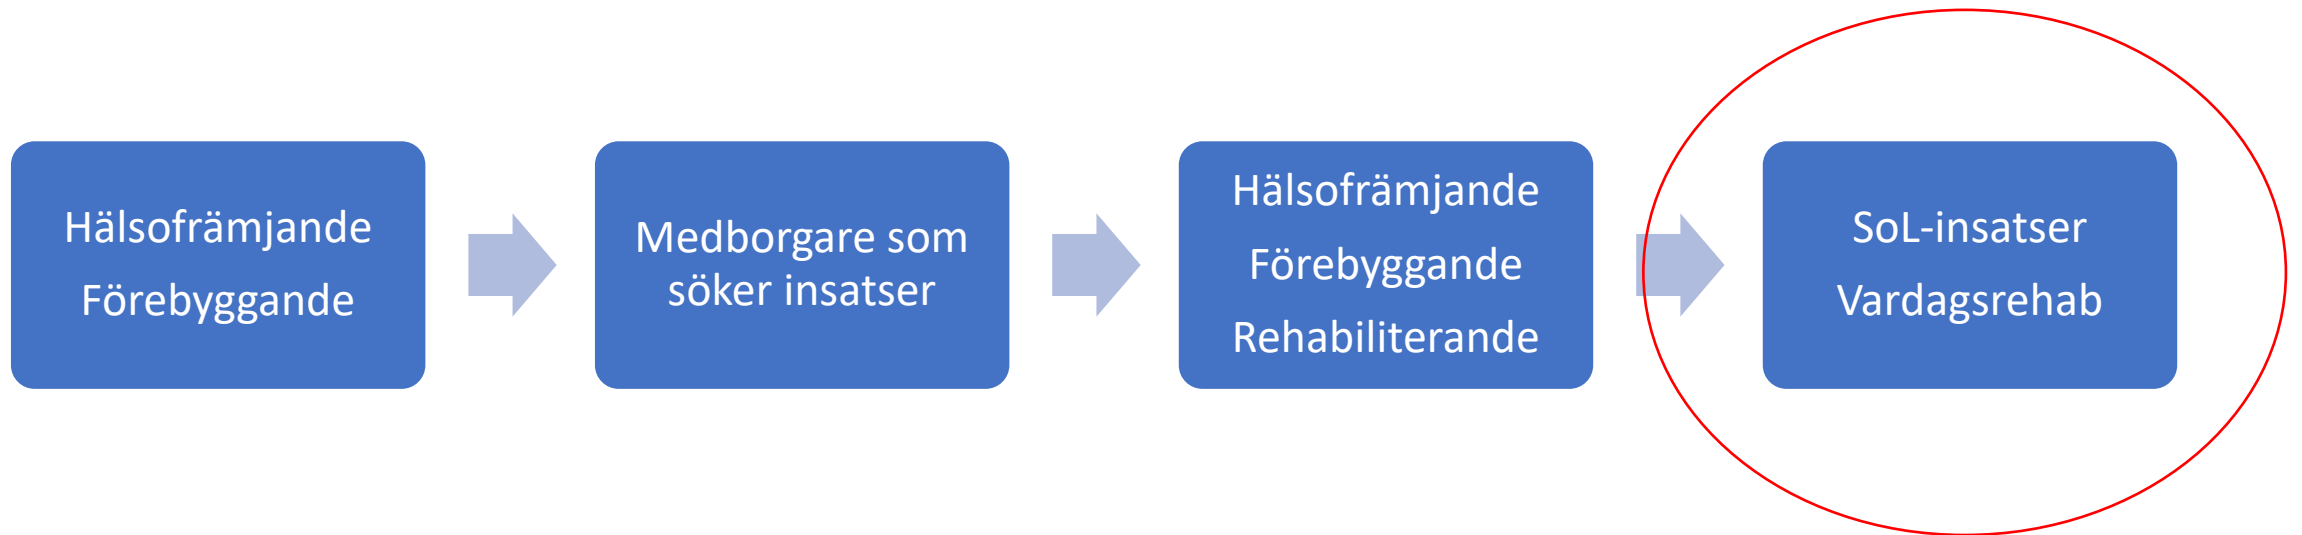 Hälsofrämjande
Förebyggande
Medborgare som
söker insatser
Hälsofrämjande
Förebyggande
Rehabiliterande
SoL-insatser
Vardagsrehab